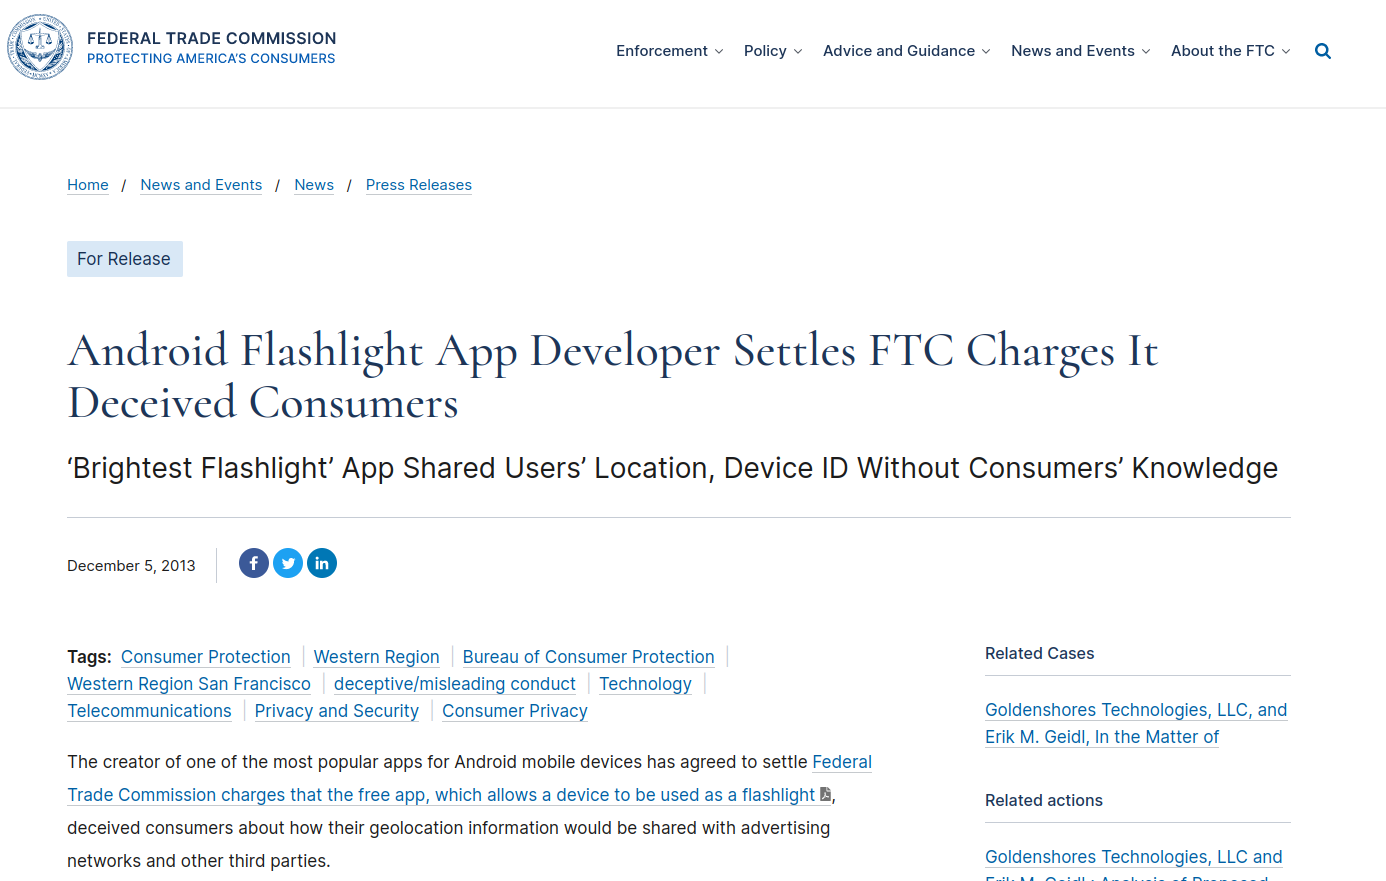 FEDERAL TRADE COMMISSION
PROTECTING AMERICA'S CONSUMERS
Enforcement Policy Advice and Guidance News and Events About the FTC
Home / News and Events / News / Press Releases
For Release
Android Flashlight App Developer Settles FTC Charges It
Deceived Consumers
‘Brightest Flashlight’ App Shared Users’ Location, Device ID Without Consumers’ Knowledge
December 5, 2013
Tags: Consumer Protection | Western Region | Bureau of Consumer Protection |
Western Region San Francisco | deceptive/misleading conduct | Technology |
Telecommunications | Privacy and Security | Consumer Privacy
The creator of one of the most popular apps for Android mobile devices has agreed to settle Federal
Trade Commission charges that the free app, which allows a device to be used as a flashlight,
deceived consumers about how their geolocation information would be shared with advertising
networks and other third parties.
Related Cases
Goldenshores Technologies, LLC, and
Erik M. Geidl, In the Matter of
Related actions
Goldenshores Technologies, LLC and
Erik M. Geidl; Analysis of Proposed